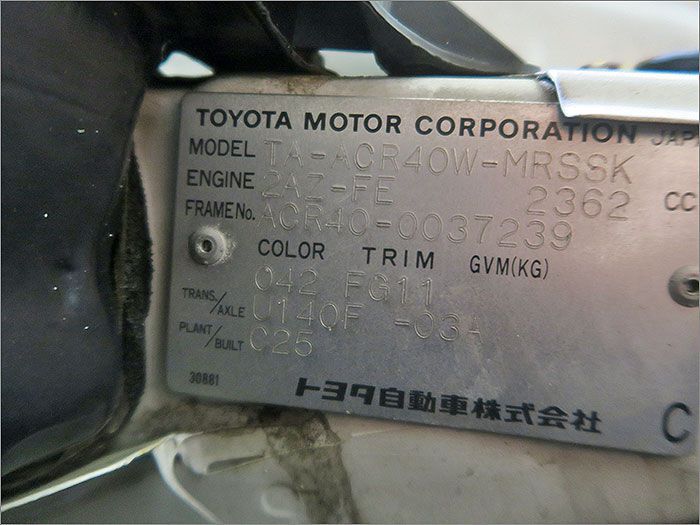 TOYOTA MOTOR CORPORATION JAPA
MODEL TA-ACR40W-MRSSK
ENGINE 2AZ-FE 2362 CC
FRAME No. ACR40-0037239
COLOR TRIM GVM(KG)
042 FG11
TRANS./AXLE U140F -03A
PLANT/BUILT C25
30881
トヨタ自動車株式会社
C